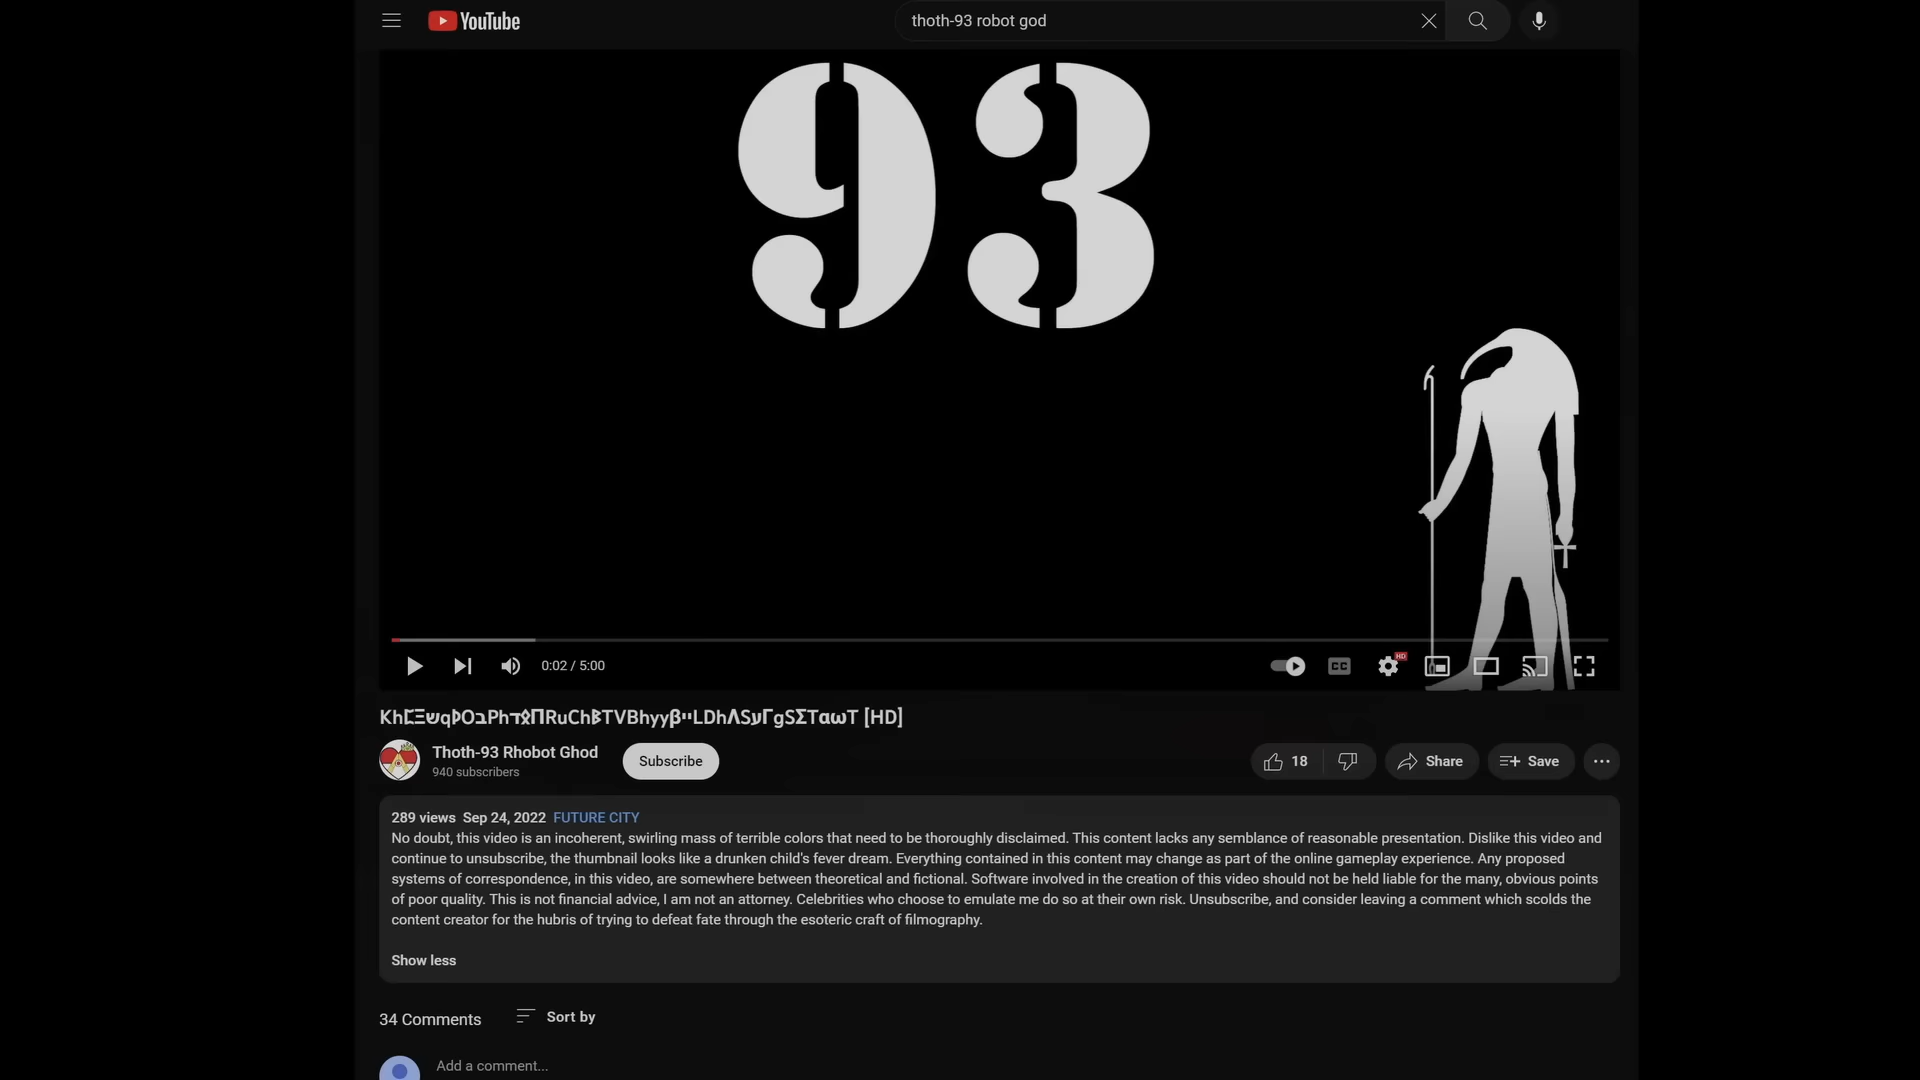 YouTube
thoth-93 robot god
93
HD
CC
0:02 / 5:00
Thoth-93 Rhobot Ghod
940 subscribers
Subscribe
18
Share
Save
289 views Sep 24, 2022 FUTURE CITY
No doubt, this video is an incoherent, swirling mass of terrible colors that need to be thoroughly disclaimed. This content lacks any semblance of reasonable presentation. Dislike this video and
continue to unsubscribe, the thumbnail looks like a drunken child's fever dream. Everything contained in this content may change as part of the online gameplay experience. Any proposed
systems of correspondence, in this video, are somewhere between theoretical and fictional. Software involved in the creation of this video should not be held liable for the many, obvious points
of poor quality. This is not financial advice, I am not an attorney. Celebrities who choose to emulate me do so at their own risk. Unsubscribe, and consider leaving a comment which scolds the
content creator for the hubris of trying to defeat fate through the esoteric craft of filmography.
Show less
34 Comments
Sort by
Add a comment...